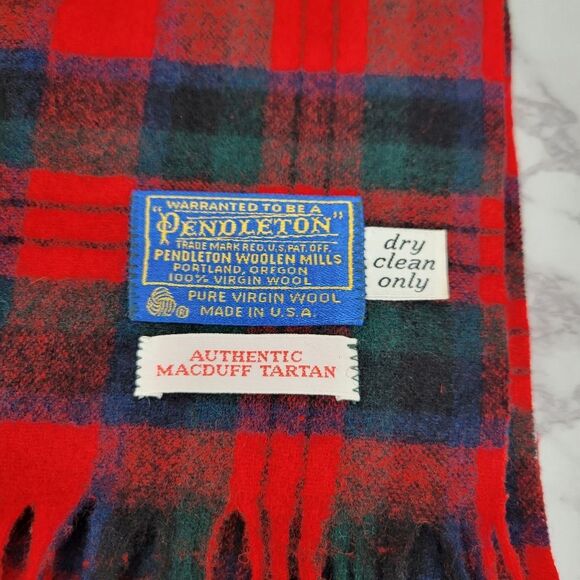 "WARRANTED TO BE A
PENDLETON"
TRADE MARK REG. U.S. PAT. OFF.
PENDLETON WOOLEN MILLS
PORTLAND, OREGON
100% VIRGIN WOOL
® PURE VIRGIN WOOL
MADE IN U.S.A.
dry
clean
only
AUTHENTIC
MACDUFF TARTAN